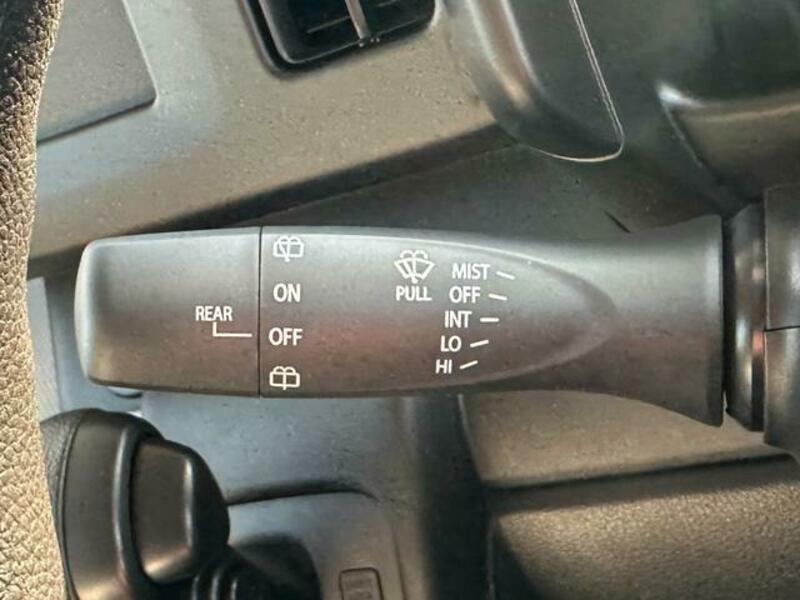 REAR
ON
OFF
PULL
MIST
OFF
INT
LO
HI